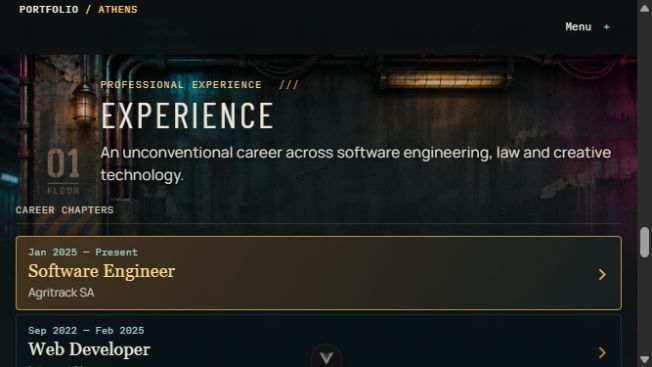 PORTFOLIO / ATHENS
Menu +
PROFESSIONAL EXPERIENCE ///
EXPERIENCE
01
FLOOR
An unconventional career across software engineering, law and creative
technology.
CAREER CHAPTERS
Jan 2025 — Present
Software Engineer
Agritrack SA
Sep 2022 — Feb 2025
Web Developer